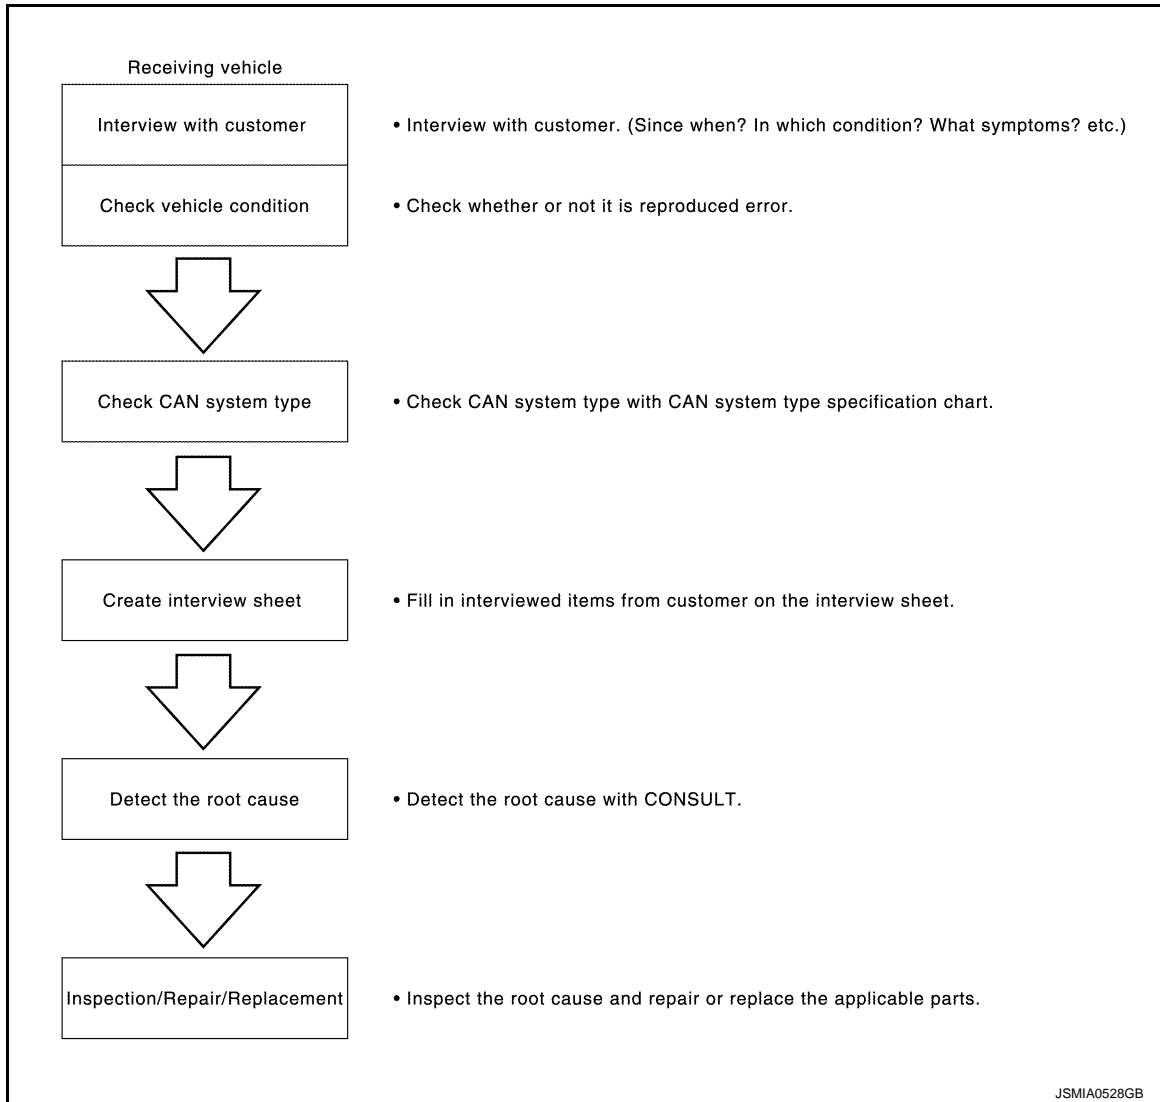 Receiving vehicle
Interview with customer
• Interview with customer. (Since when? In which condition? What symptoms? etc.)
Check vehicle condition
• Check whether or not it is reproduced error.
Check CAN system type
• Check CAN system type with CAN system type specification chart.
Create interview sheet
• Fill in interviewed items from customer on the interview sheet.
Detect the root cause
• Detect the root cause with CONSULT.
Inspection/Repair/Replacement
• Inspect the root cause and repair or replace the applicable parts.
JSMIA0528GB